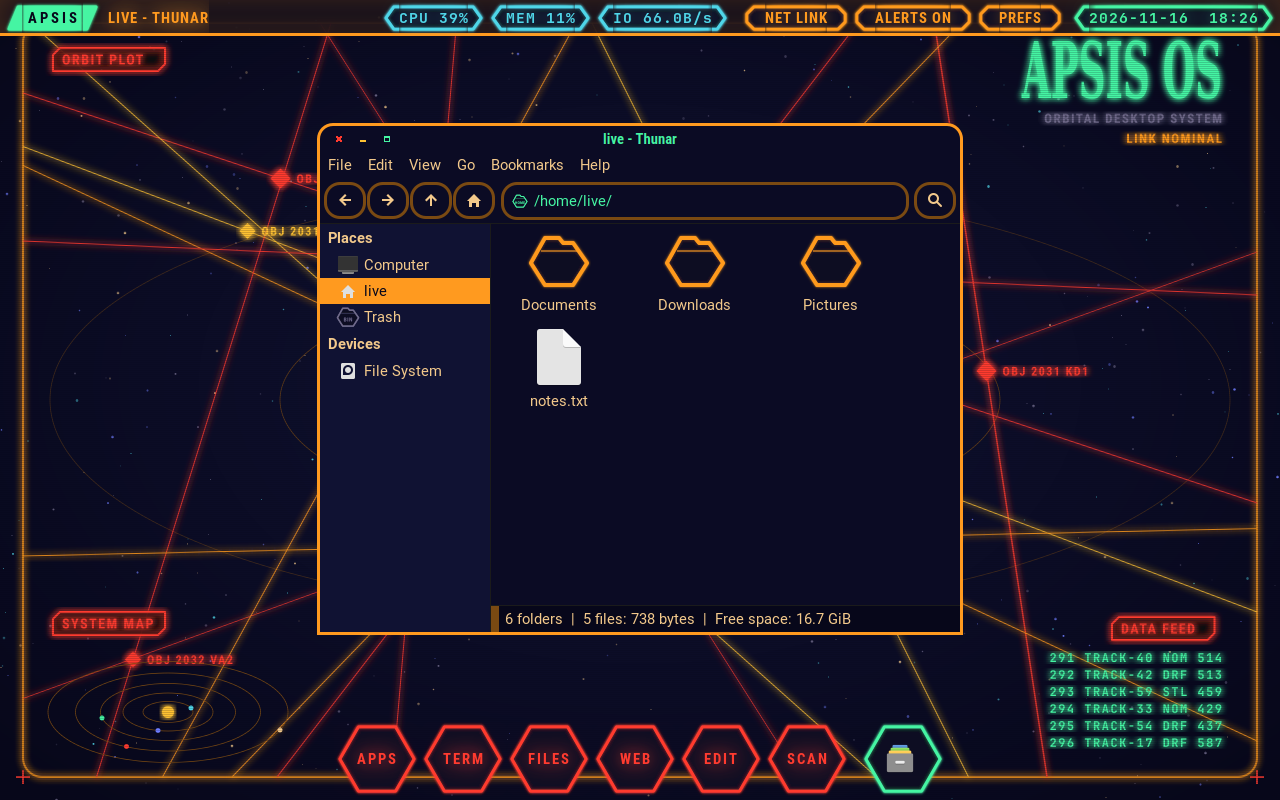 APSIS LIVE - THUNAR CPU 39% MEM 11% IO 66.0B/s NET LINK ALERTS ON PREFS 2026-11-16 18:26
ORBIT PLOT
APSIS OS
ORBITAL DESKTOP SYSTEM
LINK NOMINAL
live - Thunar
File Edit View Go Bookmarks Help
/home/live/
OBJ
OBJ 2031
Places
Computer
live
Trash
Devices
File System
Documents Downloads Pictures
notes.txt
OBJ 2031 KD1
6 folders | 5 files: 738 bytes | Free space: 16.7 GiB
SYSTEM MAP
OBJ 2032 VA2
DATA FEED
291 TRACK-40 NOM 514
292 TRACK-42 DRF 513
293 TRACK-59 STL 459
294 TRACK-33 NOM 429
295 TRACK-54 DRF 437
296 TRACK-17 DRF 587
APPS TERM FILES WEB EDIT SCAN